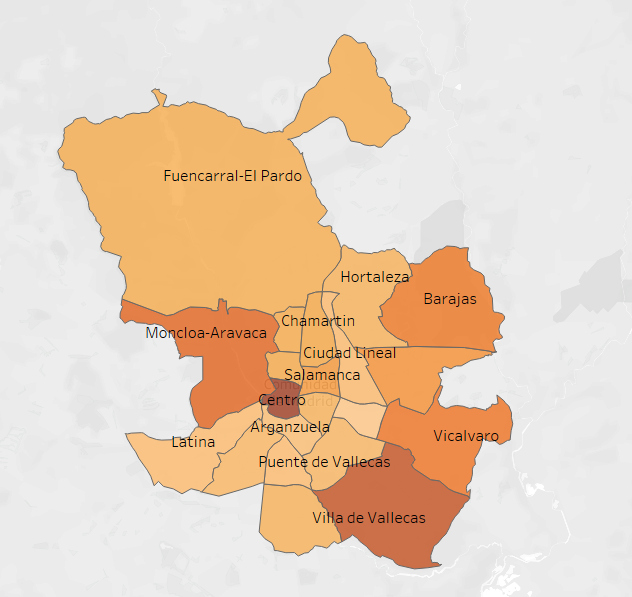 Fuencarral-El Pardo
Hortaleza
Barajas
Chamartin
Moncloa-Aravaca
Ciudad Lineal
Salamanca
Centro
Arganzuela
Vicalvaro
Latina
Puente de Vallecas
Villa de Vallecas